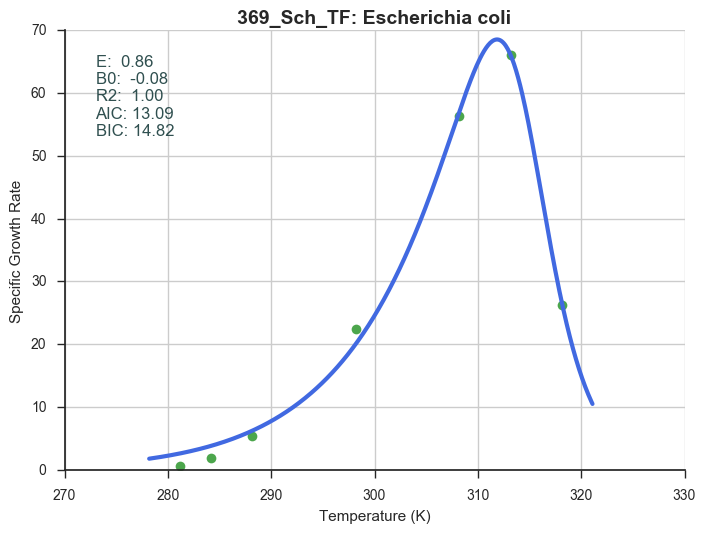 369_Sch_TF: Escherichia coli
E: 0.86
B0: -0.08
R2: 1.00
AIC: 13.09
BIC: 14.82
70
60
50
40
30
20
10
0
Specific Growth Rate
270 280 290 300 310 320 330
Temperature (K)